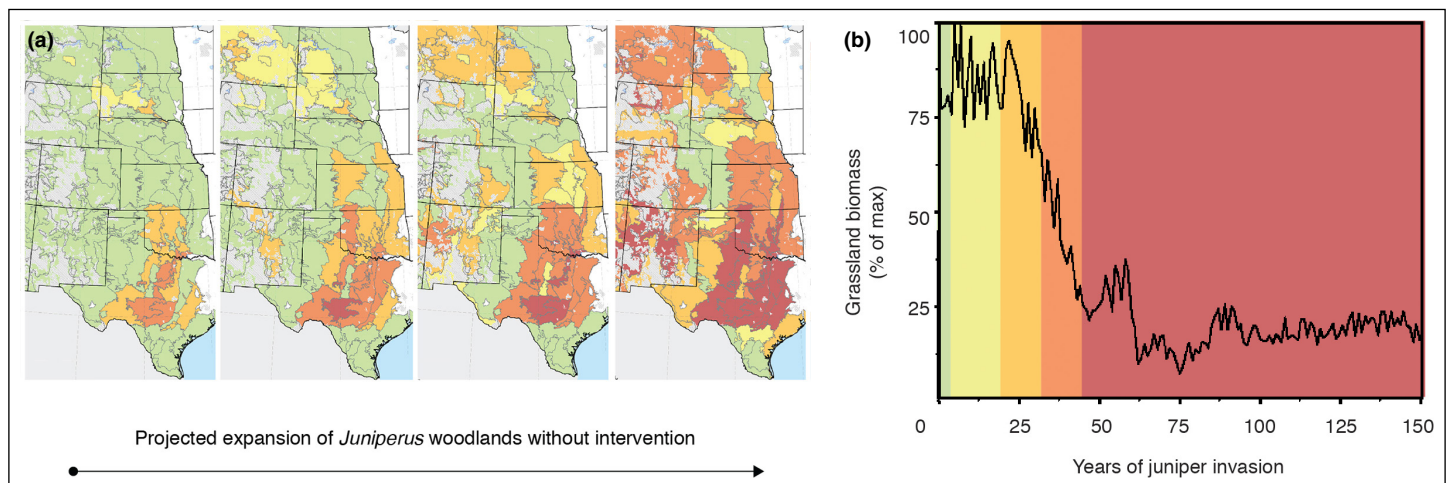 (a)
Projected expansion of Juniperus woodlands without intervention
(b)
Grassland biomass
(% of max)
100
75
50
25
0 25 50 75 100 125 150
Years of juniper invasion